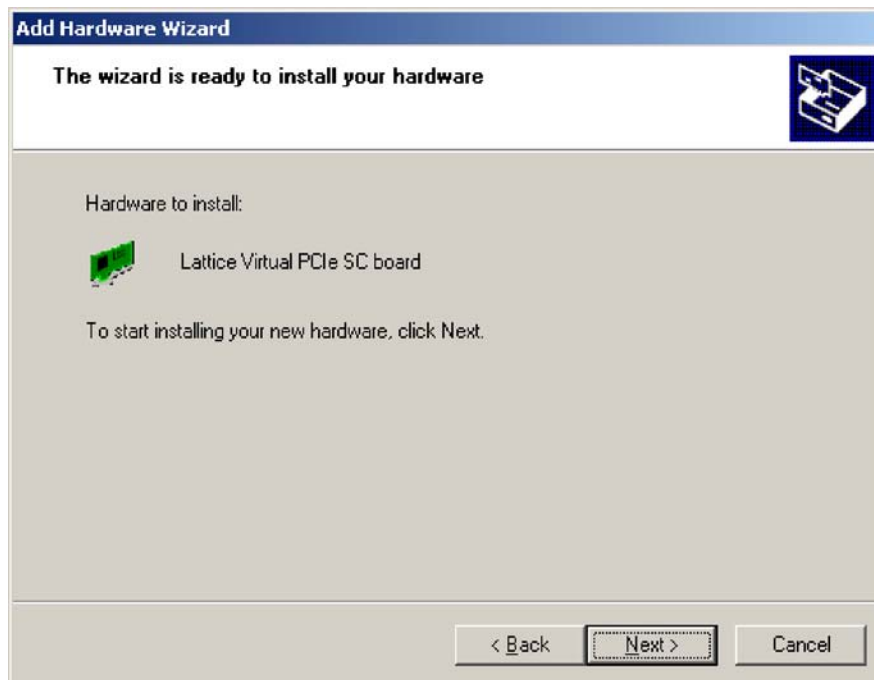 Add Hardware Wizard
The wizard is ready to install your hardware
Hardware to install:
Lattice Virtual PCIe SC board
To start installing your new hardware, click Next.
< Back Next > Cancel